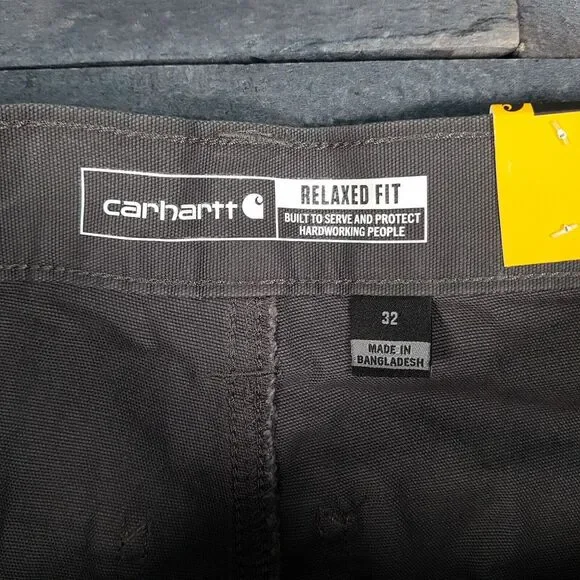 carhartt
RELAXED FIT
BUILT TO SERVE AND PROTECT
HARDWORKING PEOPLE
32
MADE IN
BANGLADESH